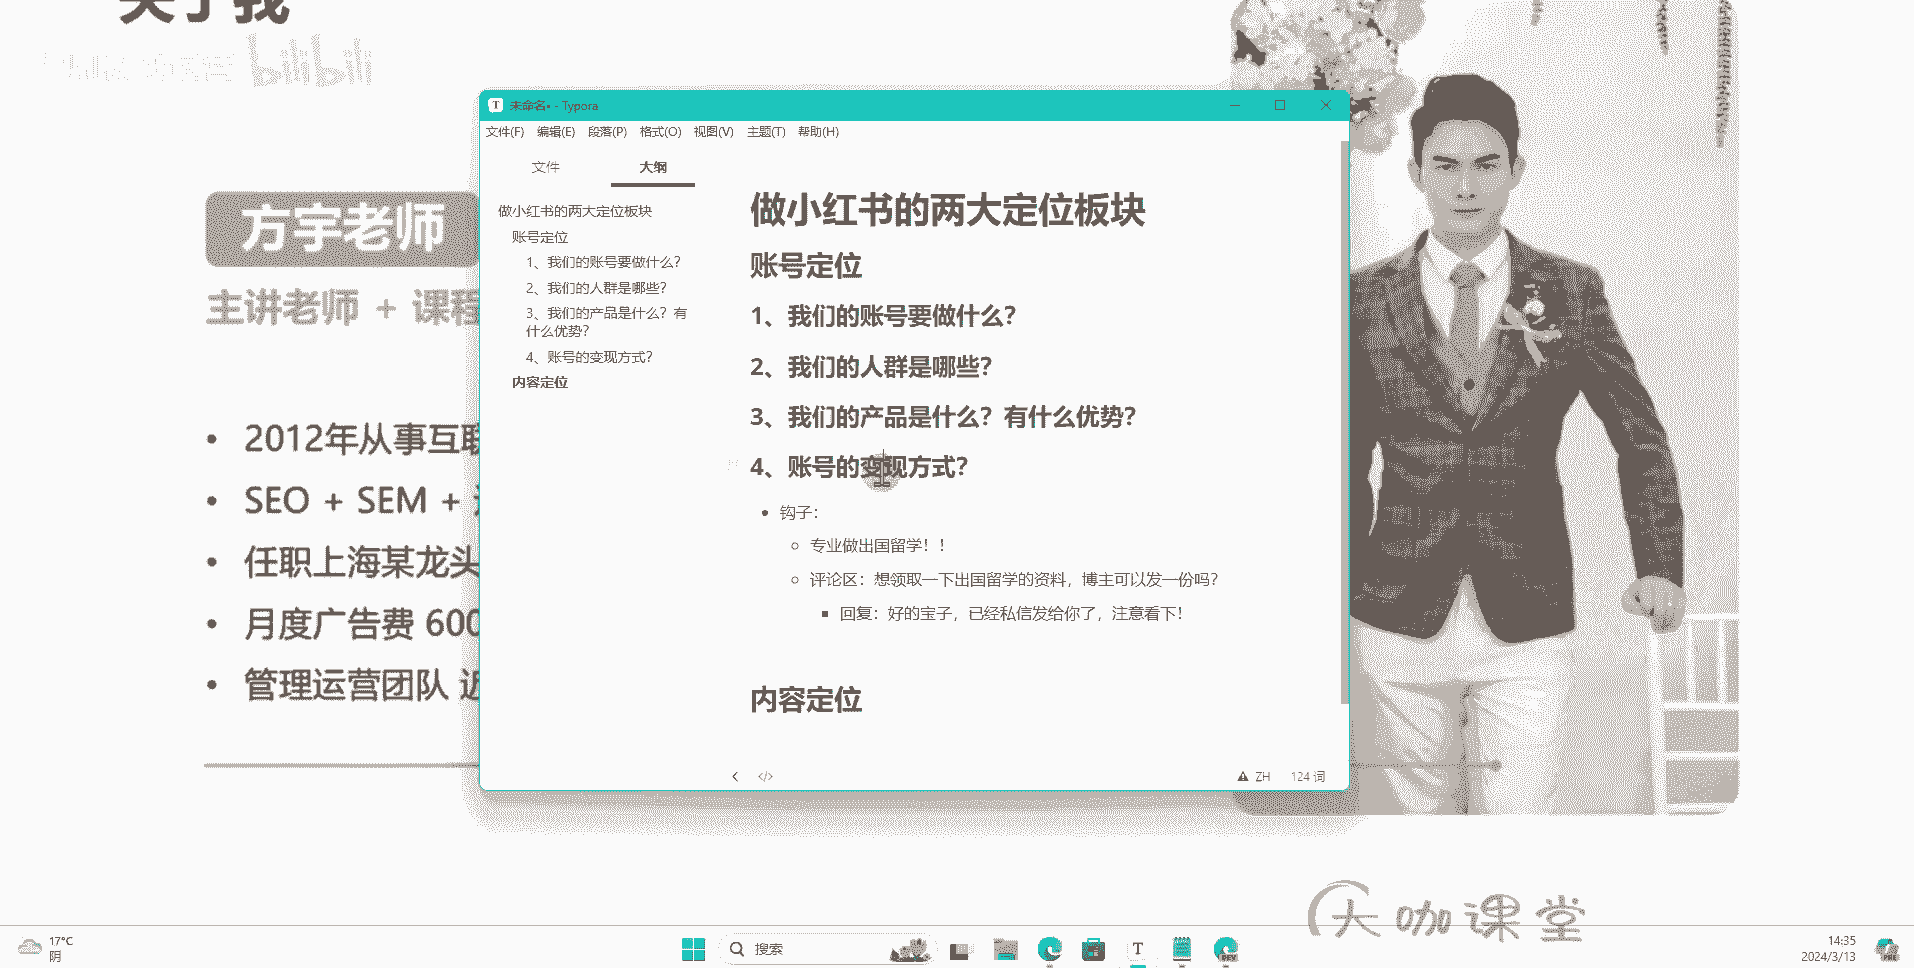 关于我
bilibili
方宇老师
主讲老师 + 课程
2012年从事互联
SEO + SEM +
任职上海某龙头
月度广告费 600
管理运营团队 近
未命名• - Typora
文件(F) 编辑(E) 段落(P) 格式(O) 视图(V) 主题(T) 帮助(H)
文件 大纲
做小红书的两大定位板块
账号定位
1、我们的账号要做什么?
2、我们的人群是哪些?
3、我们的产品是什么？有
什么优势?
4、账号的变现方式?
内容定位
做小红书的两大定位板块
账号定位
1、我们的账号要做什么?
2、我们的人群是哪些?
3、我们的产品是什么？有什么优势?
4、账号的变现方式?
钩子：
专业做出国留学！！
评论区：想领取一下出国留学的资料，博主可以发一份吗?
回复：好的宝子，已经私信发给你了，注意看下!
内容定位
ZH 124 词
大咖课堂
17°C
阴
搜索
T
DEV
14:35
2024/3/13
PRE